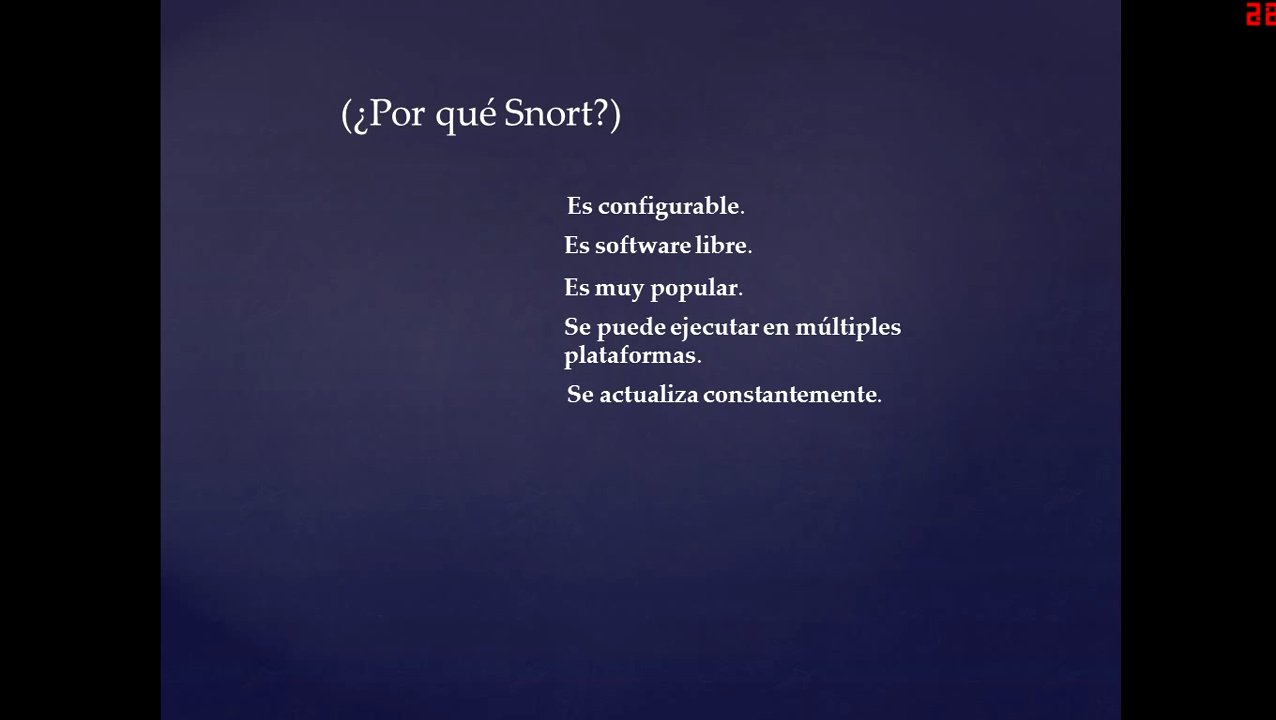 28
(¿Por qué Snort?)
Es configurable.
Es software libre.
Es muy popular.
Se puede ejecutar en múltiples
plataformas.
Se actualiza constantemente.